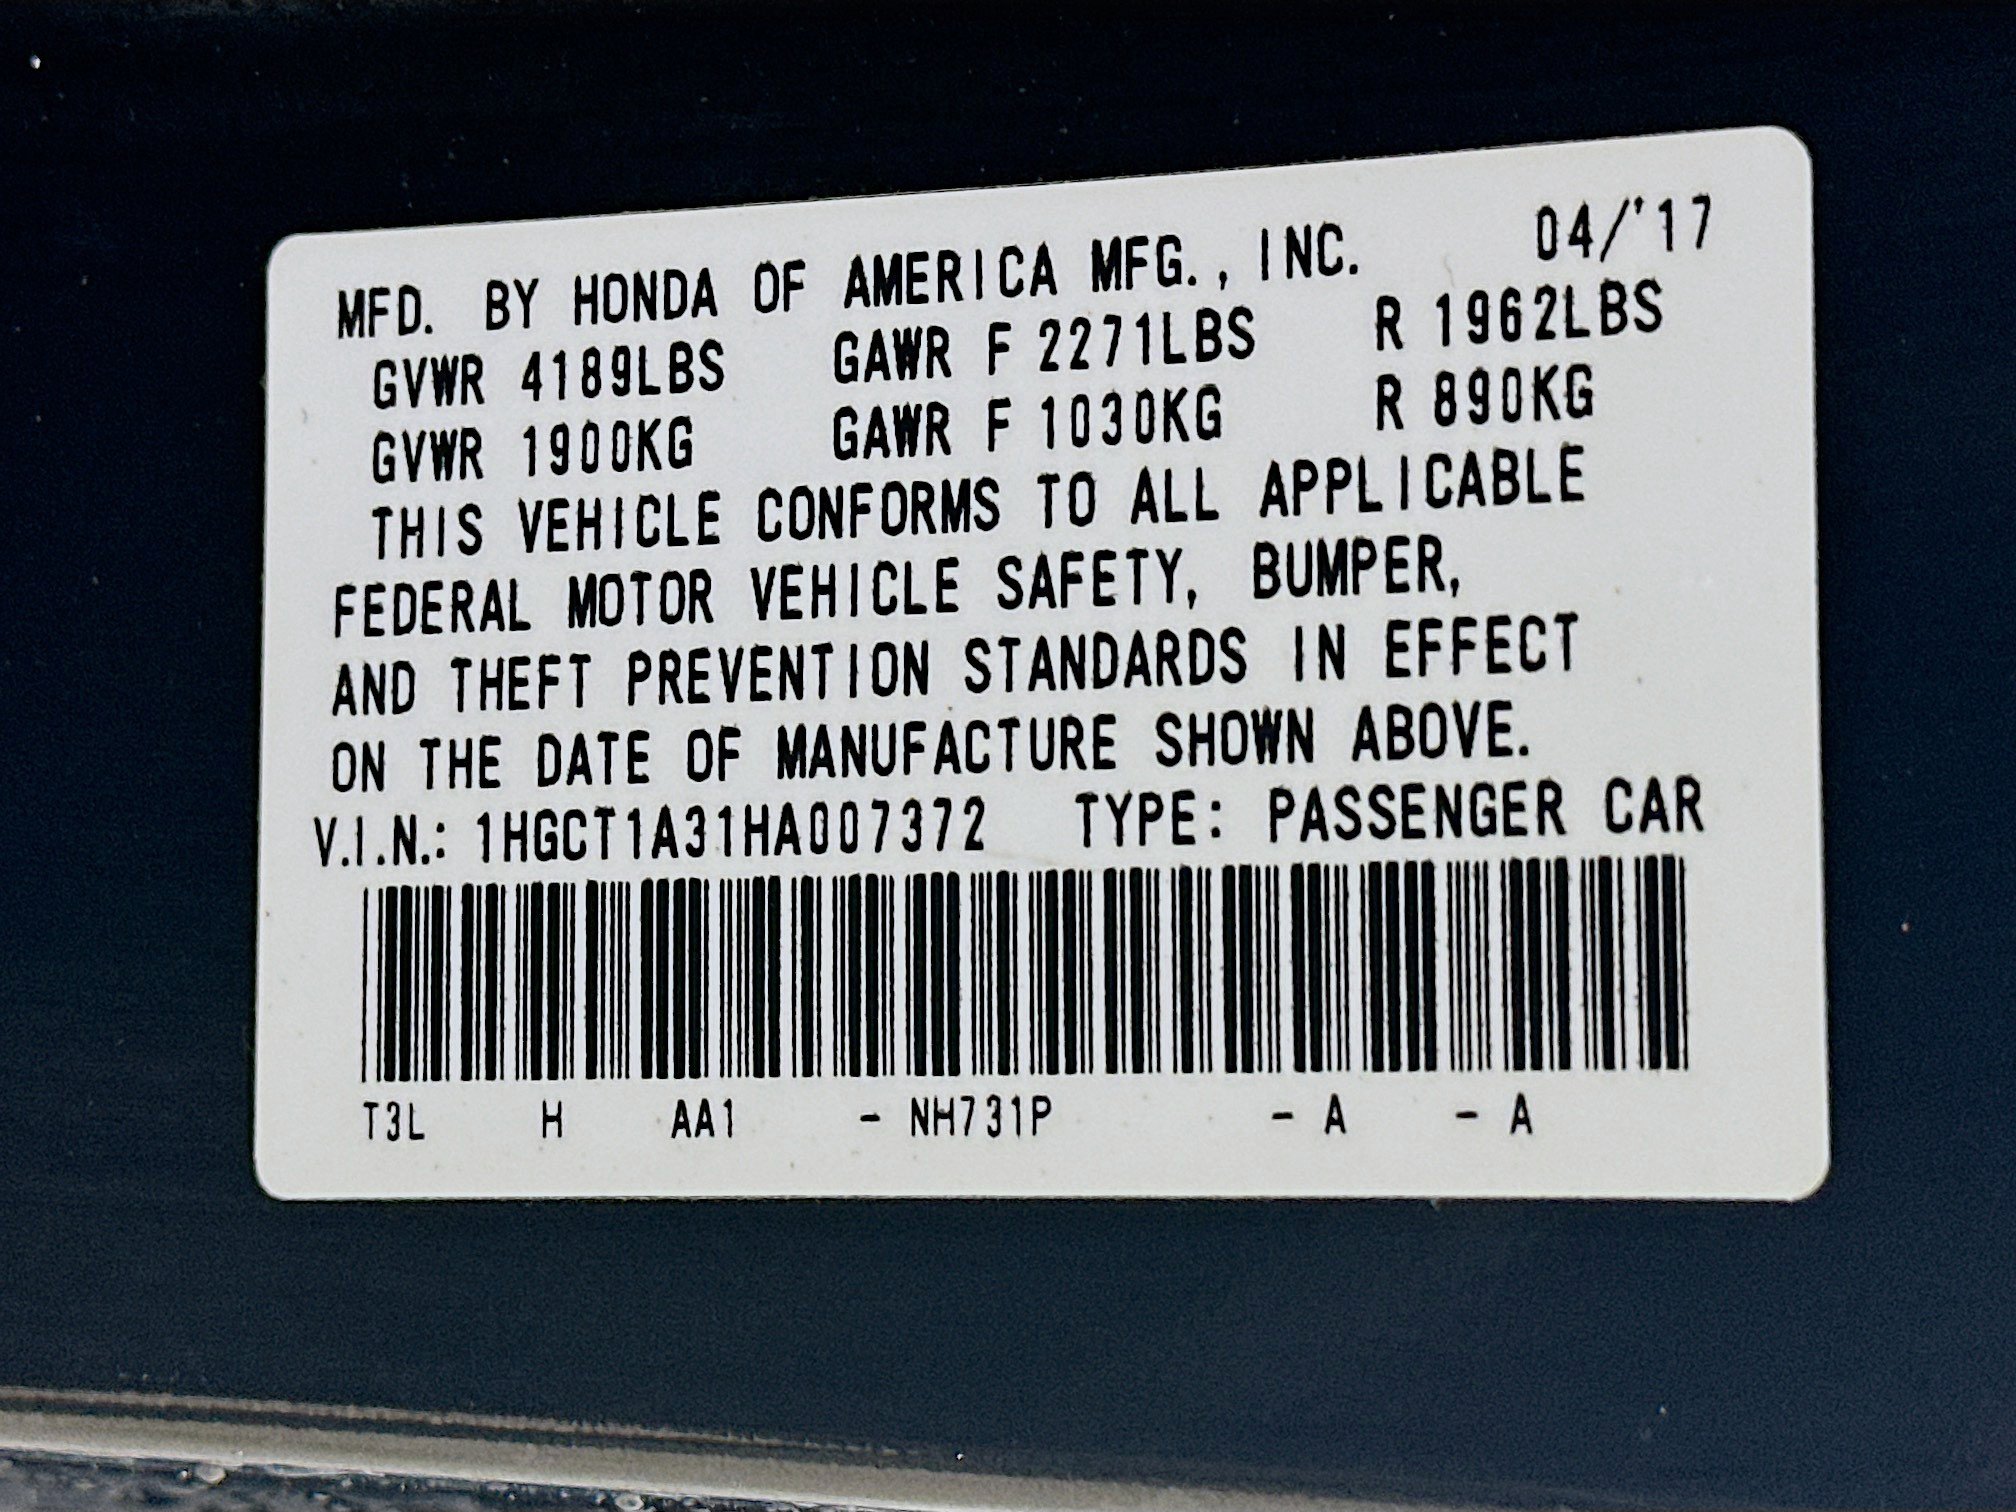 MFD. BY HONDA OF AMERICA MFG., INC. 04/'17
GVWR 4189LBS GAWR F 2271LBS R 1962LBS
GVWR 1900KG GAWR F 1030KG R 890KG
THIS VEHICLE CONFORMS TO ALL APPLICABLE
FEDERAL MOTOR VEHICLE SAFETY, BUMPER,
AND THEFT PREVENTION STANDARDS IN EFFECT
ON THE DATE OF MANUFACTURE SHOWN ABOVE.
V.I.N.: 1HGCT1A31HA007372 TYPE: PASSENGER CAR
T3L H AA1 - NH731P - A - A